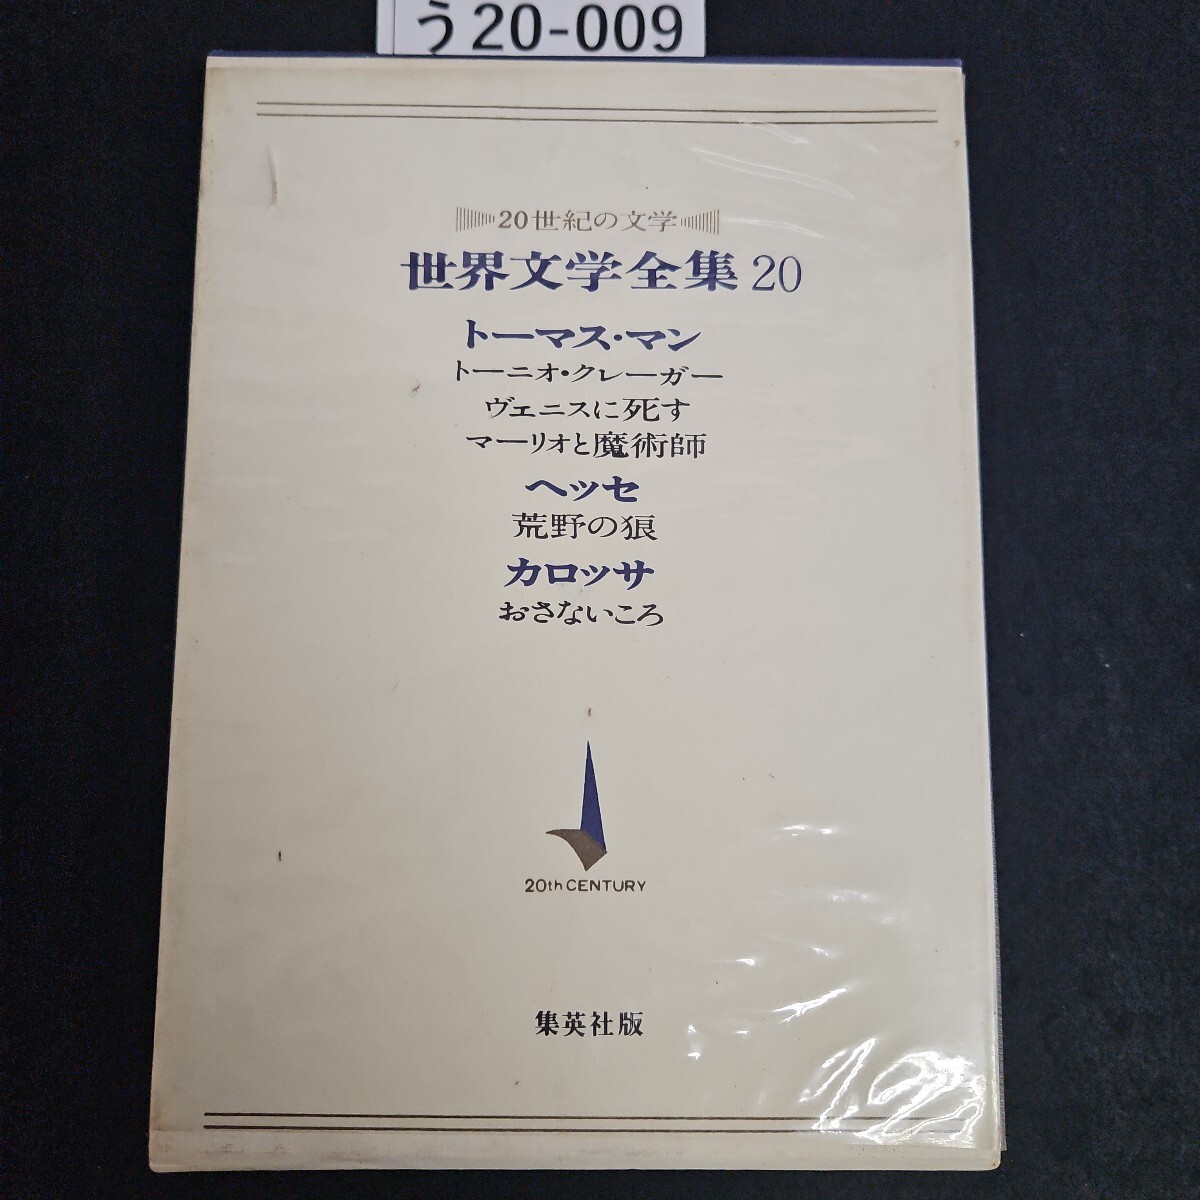 う20-009
20世紀の文学
世界文学全集 20
トーマス・マン
トーニオ・クレーガー
ヴェニスに死す
マーリオと魔術師
ヘッセ
荒野の狼
カロッサ
おさないころ
20th CENTURY
集英社版